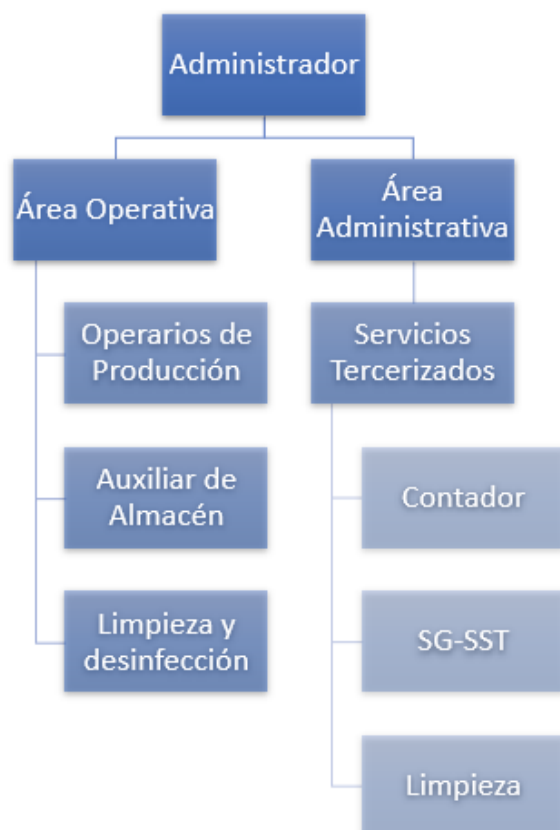 Administrador
Área Operativa
Área
Administrativa
Operarios de
Producción
Servicios
Tercerizados
Auxiliar de
Almacén
Contador
Limpieza y
desinfección
SG-SST
Limpieza